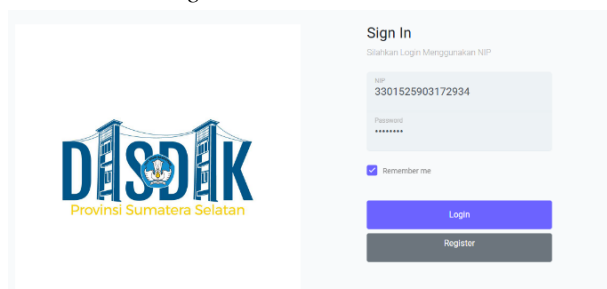 Sign In
Silahkan Login Menggunakan NIP
NIP
3301525903172934
Password
••••••••
Remember me
Login
Register
DISDIK
Provinsi Sumatera Selatan